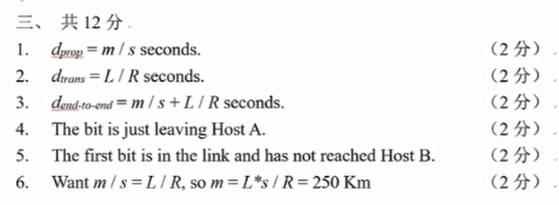 三、 共 12 分.
1. dprop = m / s seconds. （2 分）.
2. dtrans = L / R seconds. （2 分）.
3. dend-to-end = m / s + L / R seconds. （2 分）.
4. The bit is just leaving Host A. （2 分）.
5. The first bit is in the link and has not reached Host B. （2 分）.
6. Want m / s = L / R, so m = L*s / R = 250 Km （2 分）.